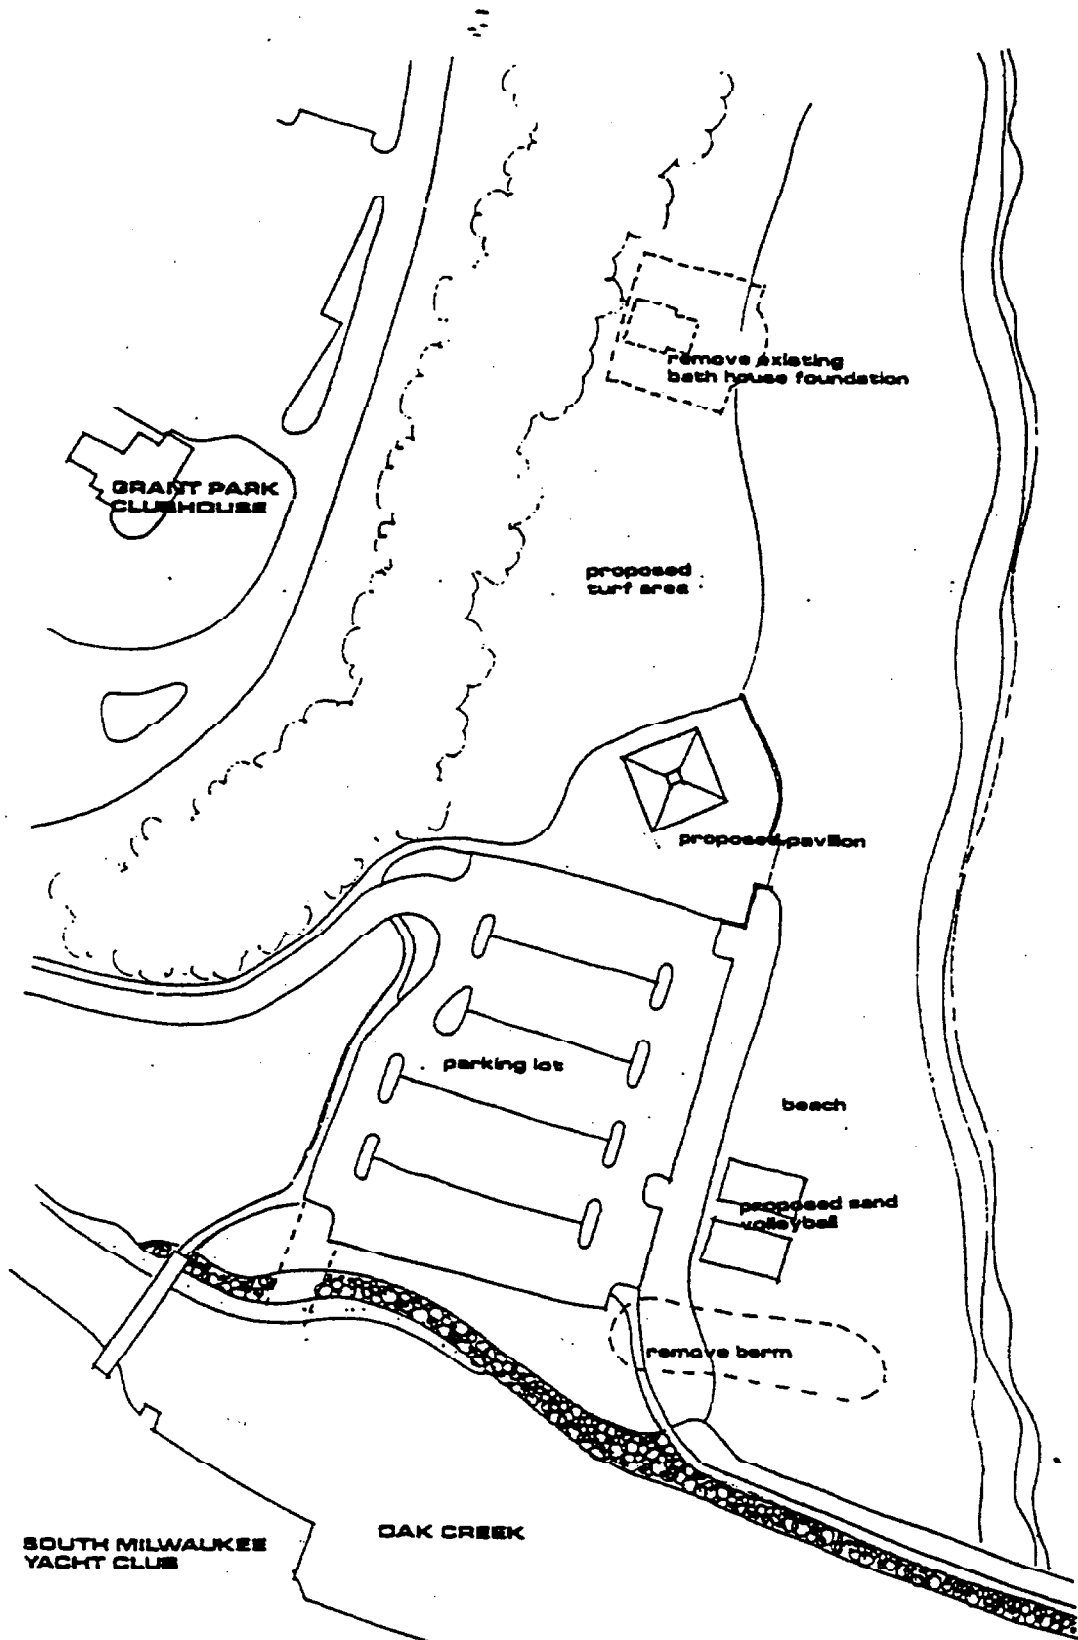 remove existing
bath house foundation
GRANT PARK
CLUBHOUSE
proposed
turf area
proposed pavilion
parking lot
beach
proposed sand
volleyball
remove berm
OAK CREEK
SOUTH MILWAUKEE
YACHT CLUB